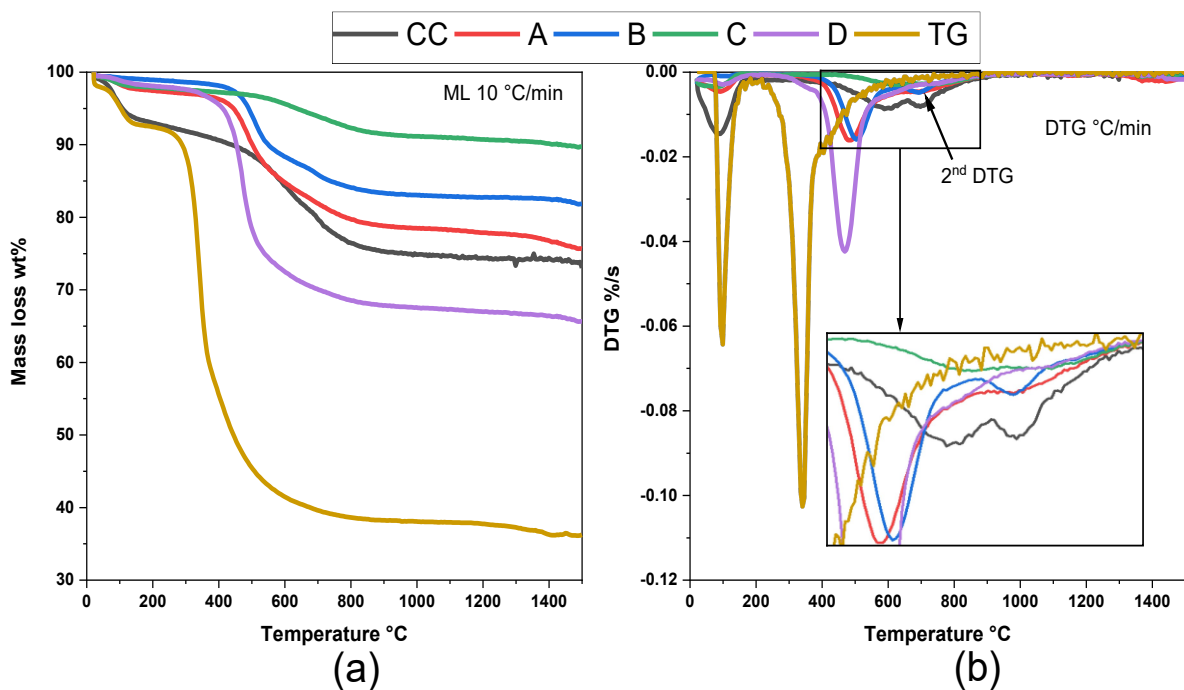 CC A B C D TG
100
90
80
70
60
50
40
30
Mass loss wt%
ML 10 °C/min
0 200 400 600 800 1000 1200 1400
Temperature °C
(a)
0.00
-0.02
-0.04
-0.06
-0.08
-0.10
-0.12
DTG %/s
DTG °C/min
2nd DTG
0 200 400 600 800 1000 1200 1400
Temperature °C
(b)